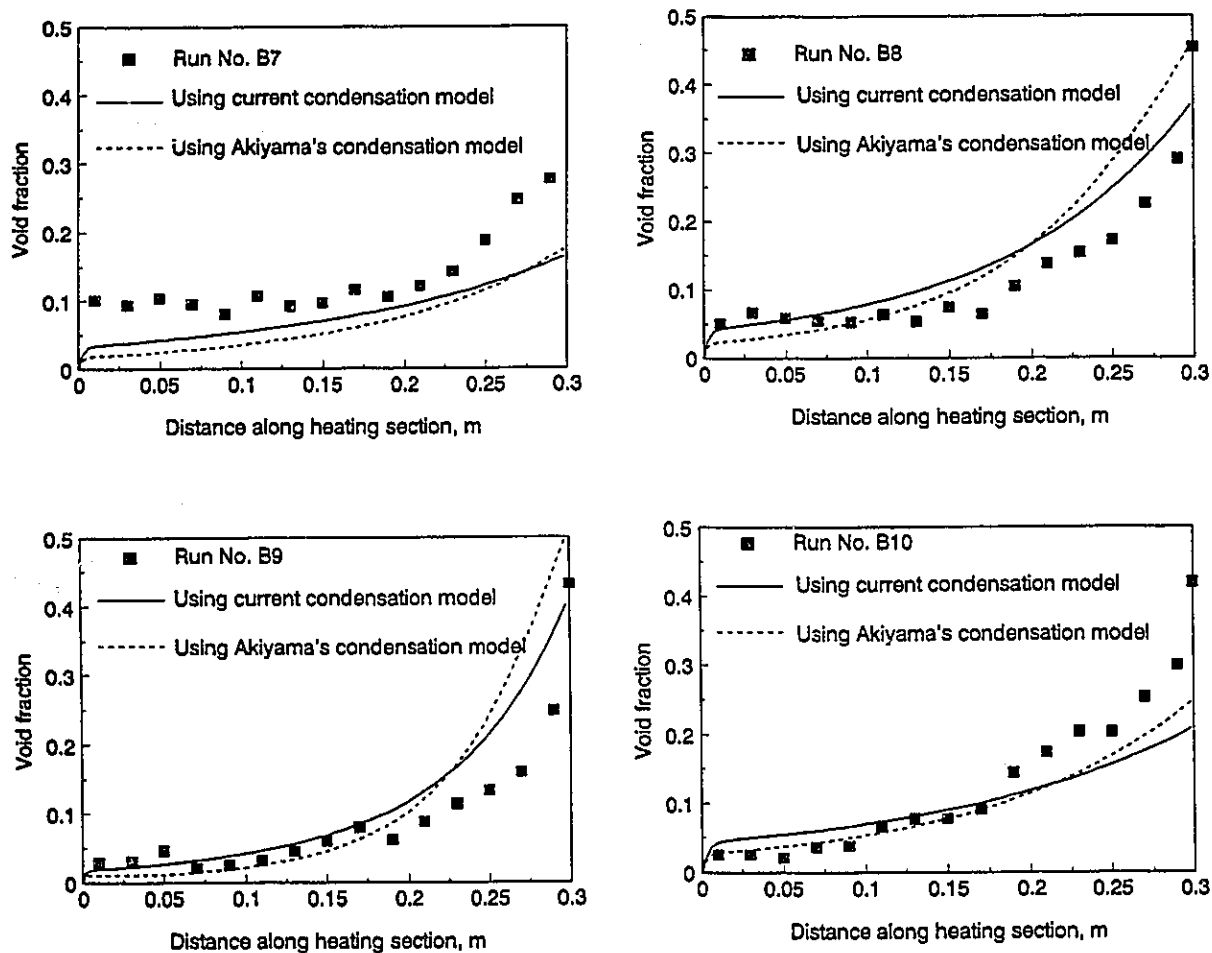 0.5
0.4
0.3
0.2
0.1
0
Void fraction
Run No. B7
Using current condensation model
Using Akiyama's condensation model
0 0.05 0.1 0.15 0.2 0.25 0.3
Distance along heating section, m
0.5
0.4
0.3
0.2
0.1
0
Void fraction
Run No. B8
Using current condensation model
Using Akiyama's condensation model
0 0.05 0.1 0.15 0.2 0.25 0.3
Distance along heating section, m
0.5
0.4
0.3
0.2
0.1
0
Void fraction
Run No. B9
Using current condensation model
Using Akiyama's condensation model
0 0.05 0.1 0.15 0.2 0.25 0.3
Distance along heating section, m
0.5
0.4
0.3
0.2
0.1
0
Void fraction
Run No. B10
Using current condensation model
Using Akiyama's condensation model
0 0.05 0.1 0.15 0.2 0.25 0.3
Distance along heating section, m